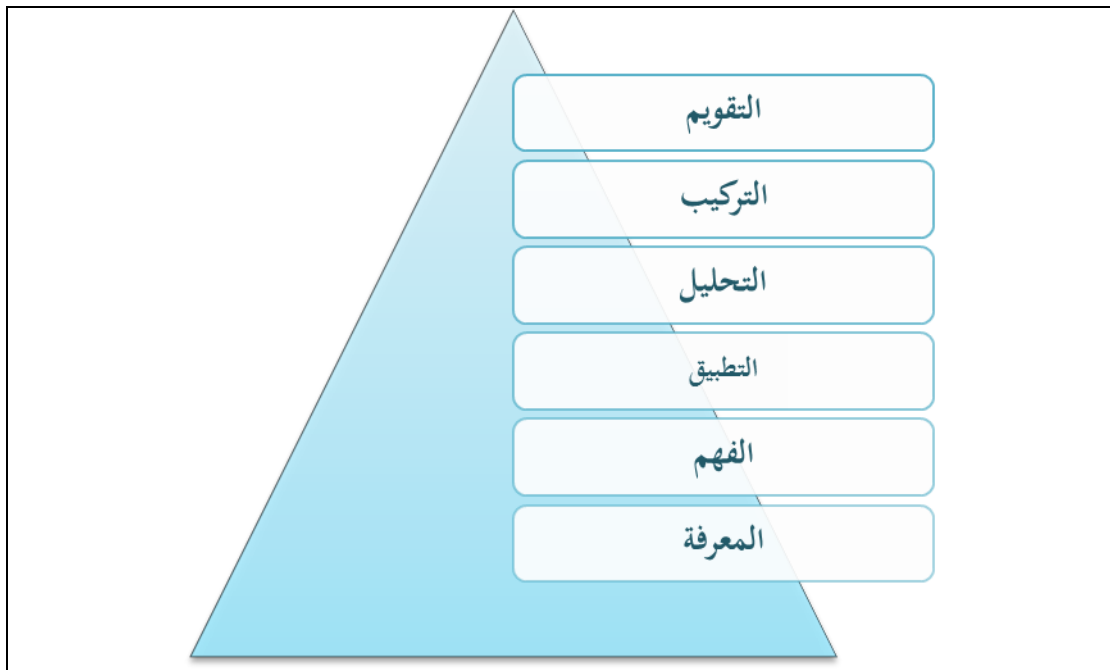 التقويم
التركيب
التحليل
التطبيق
الفهم
المعرفة